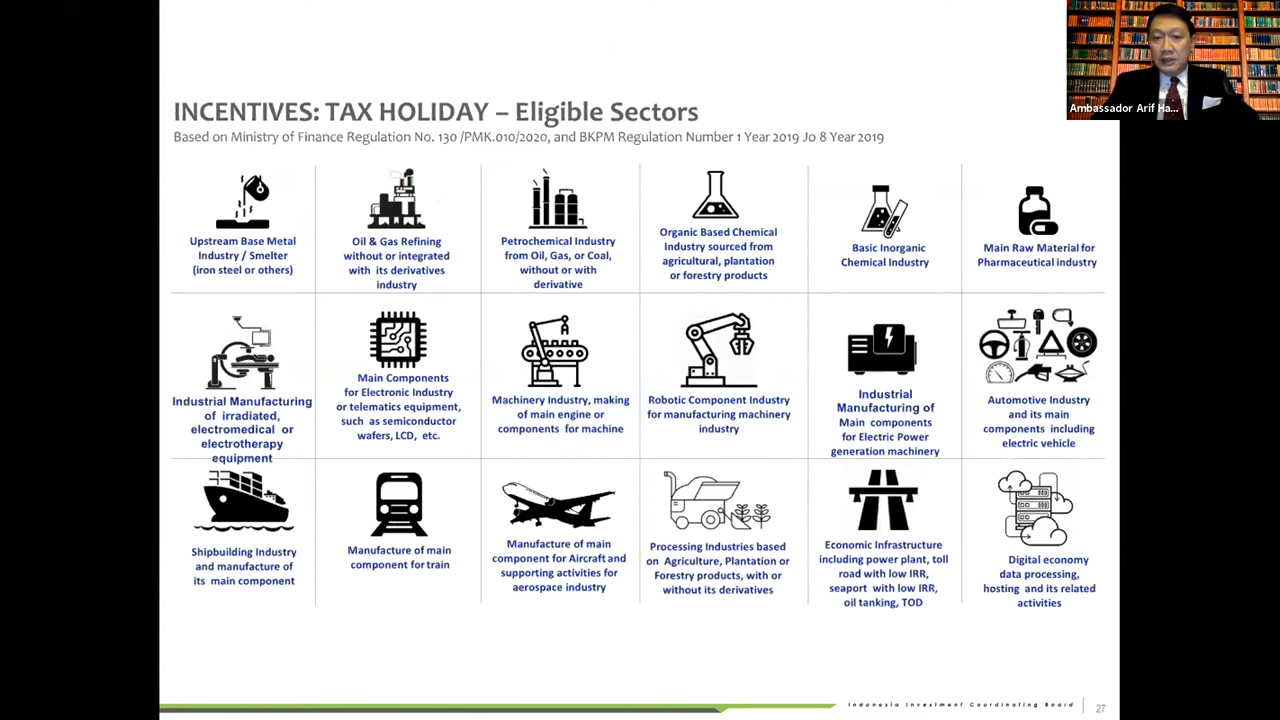 Ambassador Arif Ha...
INCENTIVES: TAX HOLIDAY – Eligible Sectors
Based on Ministry of Finance Regulation No. 130 /PMK.010/2020, and BKPM Regulation Number 1 Year 2019 Jo 8 Year 2019
Upstream Base Metal
Industry / Smelter
(iron steel or others)
Oil & Gas Refining
without or integrated
with its derivatives
industry
Petrochemical Industry
from Oil, Gas, or Coal,
without or with
derivative
Organic Based Chemical
Industry sourced from
agricultural, plantation
or forestry products
Basic Inorganic
Chemical Industry
Main Raw Material for
Pharmaceutical industry
Industrial Manufacturing
of irradiated,
electromedical or
electrotherapy
equipment
Main Components
for Electronic Industry
or telematics equipment,
such as semiconductor
wafers, LCD, etc.
Machinery Industry, making
of main engine or
components for machine
Robotic Component Industry
for manufacturing machinery
industry
Industrial
Manufacturing of
Main components
for Electric Power
generation machinery
Automotive Industry
and its main
components including
electric vehicle
Shipbuilding Industry
and manufacture of
its main component
Manufacture of main
component for train
Manufacture of main
component for Aircraft and
supporting activities for
aerospace industry
Processing Industries based
on Agriculture, Plantation or
Forestry products, with or
without its derivatives
Economic Infrastructure
including power plant, toll
road with low IRR,
seaport with low IRR,
oil tanking, TOD
Digital economy
data processing,
hosting and its related
activities
Indonesia Investment Coordinating Board
27